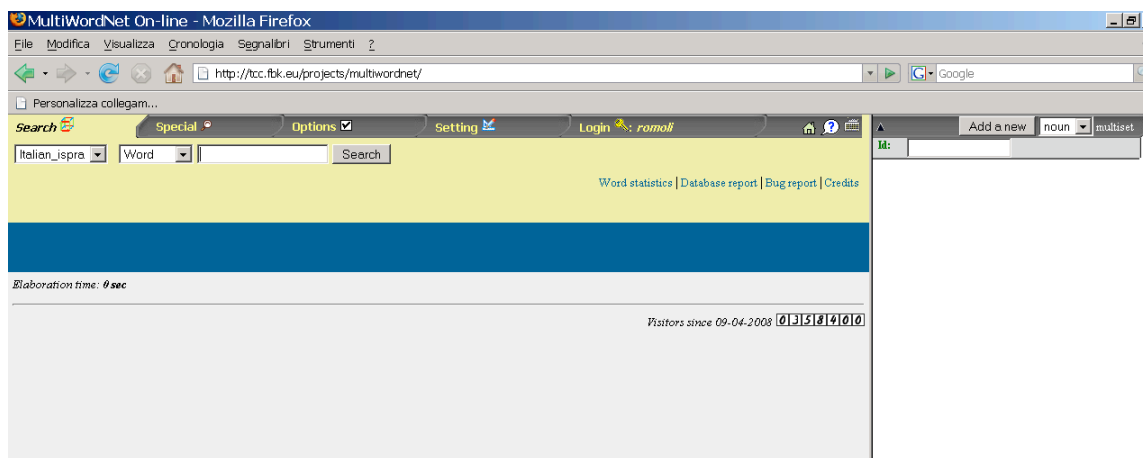 MultiWordNet On-line - Mozilla Firefox
File Modifica Visualizza Cronologia Segnalibri Strumenti ?
http://tcc.fbk.eu/projects/multiwordnet/ G Google
Personalizza collegam...
Search Special Options Setting Login : romoli Add a new noun multiset
Italian_ispra Word Search Id:
Word statistics | Database report | Bug report | Credits
Elaboration time: 0 sec
Visitors since 09-04-2008 0358400